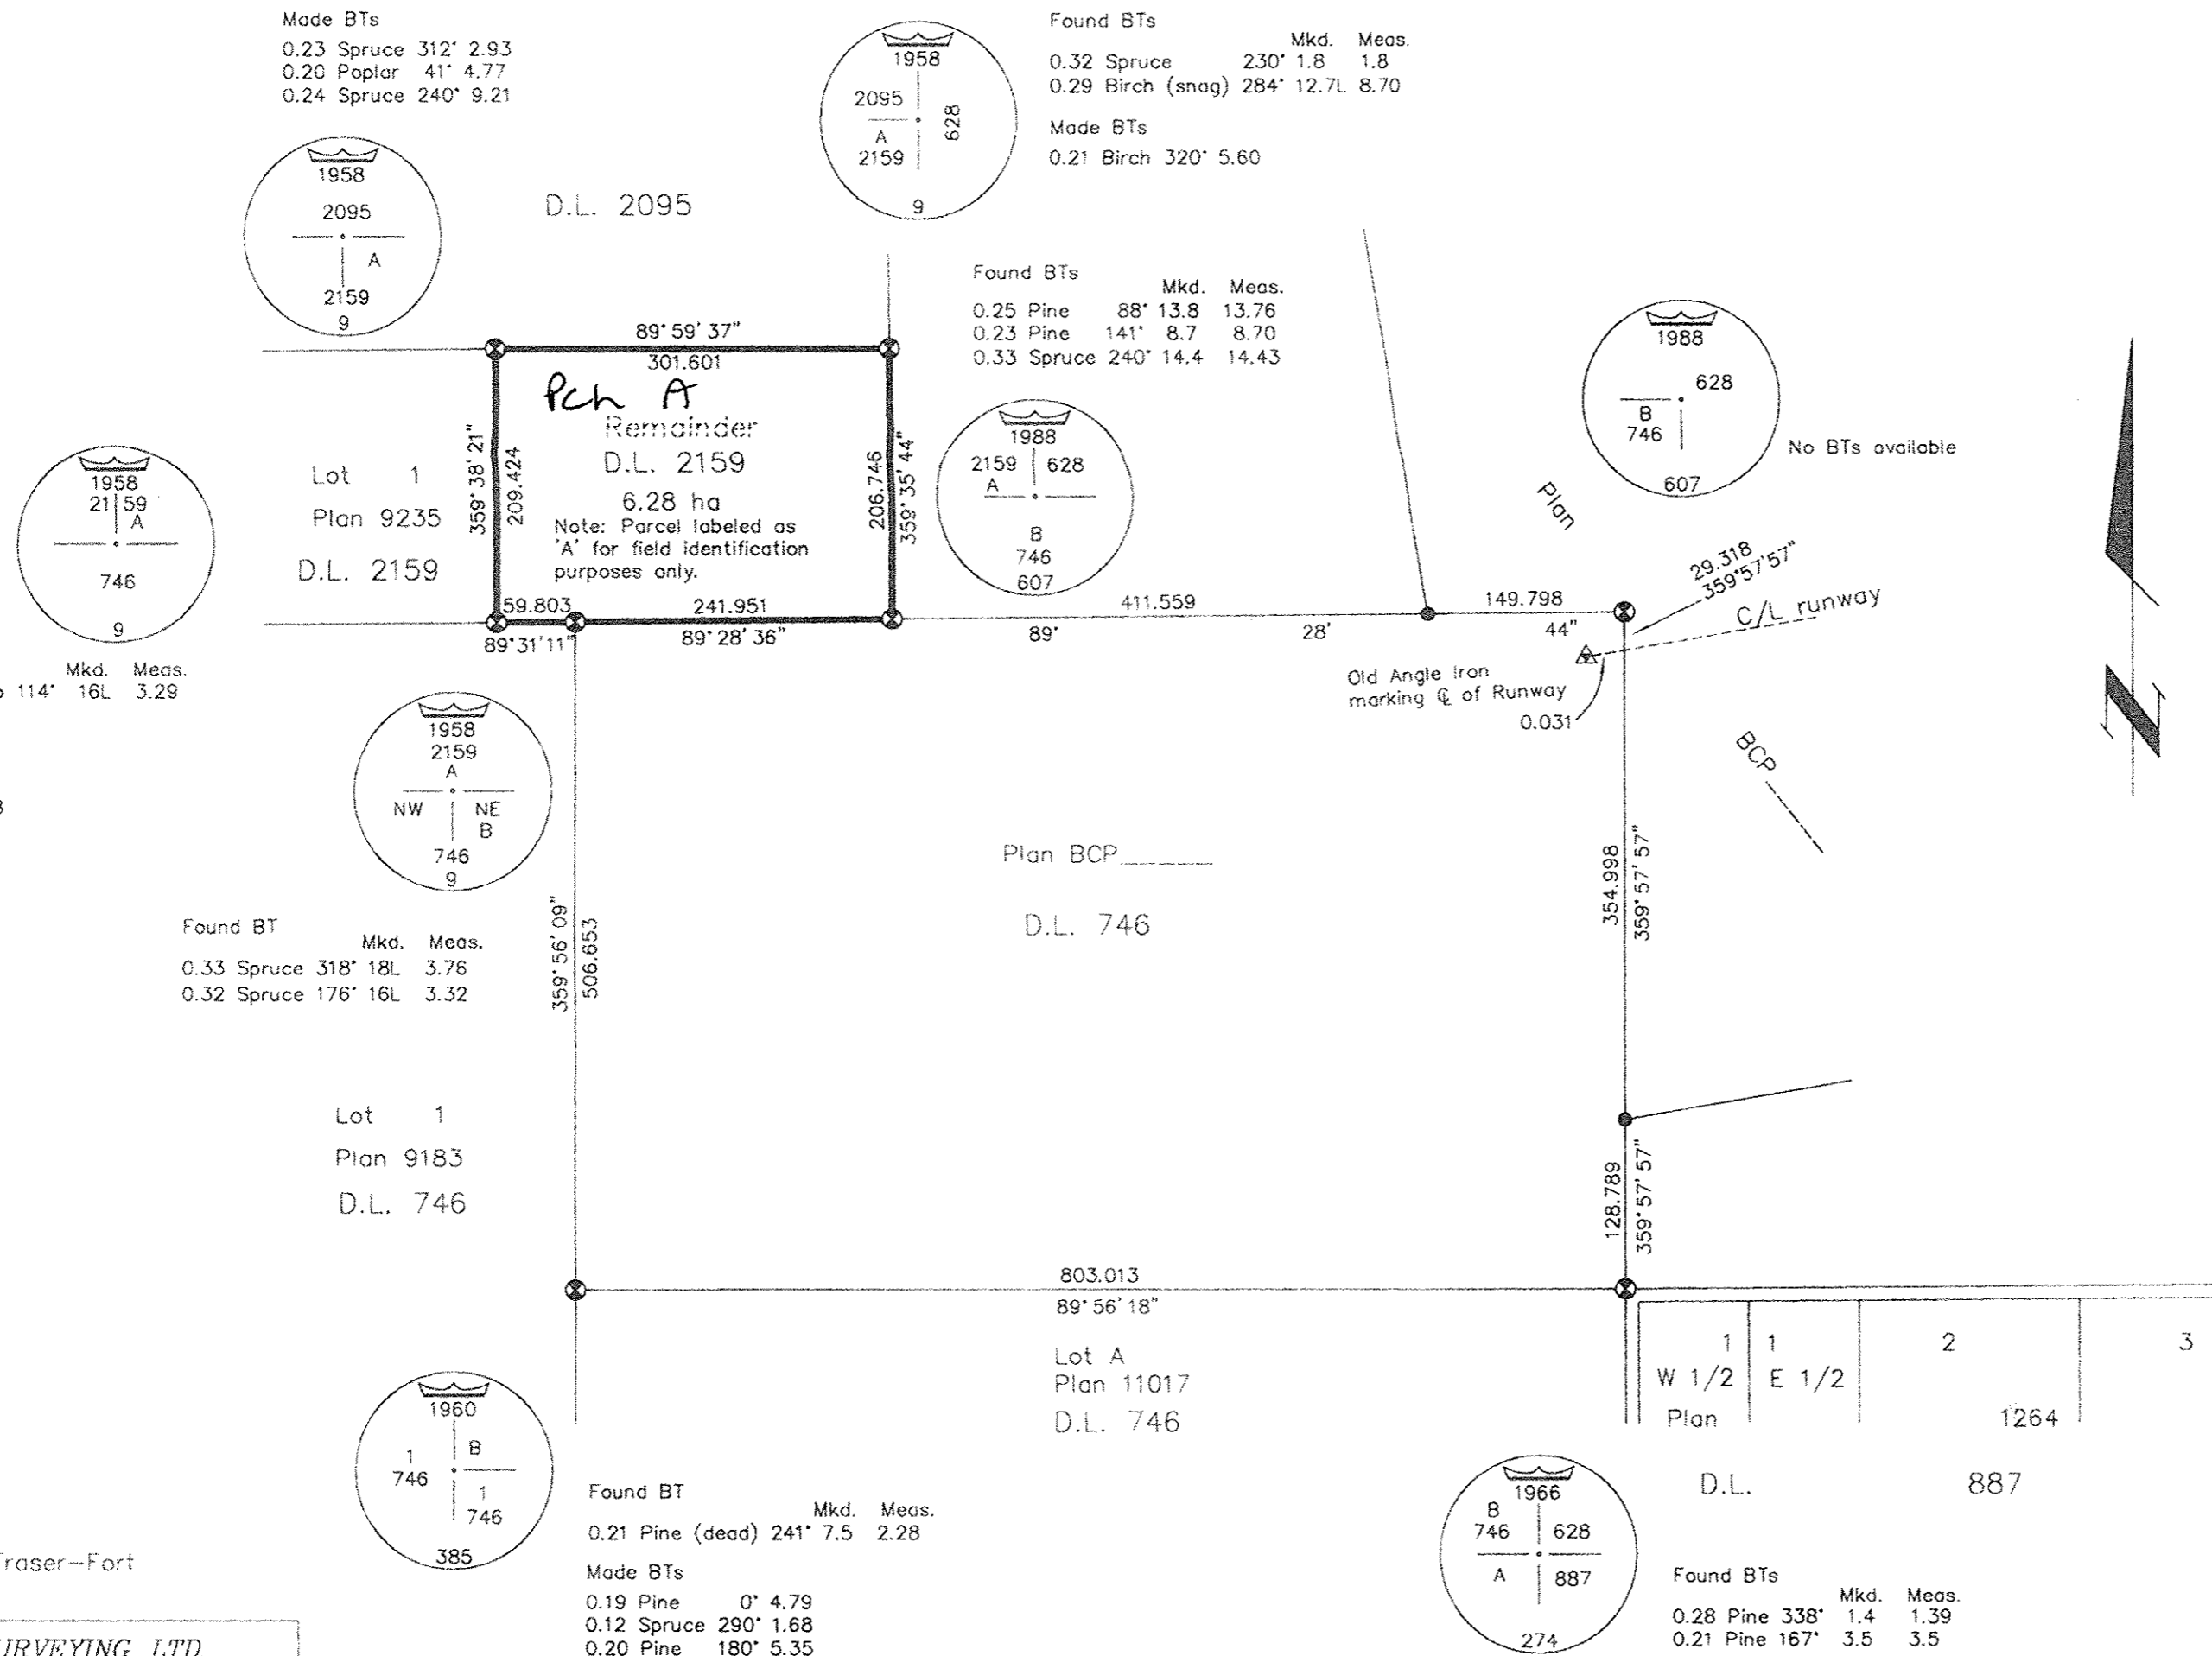 Made BTs
0.23 Spruce 312° 2.93
0.20 Poplar 41° 4.77
0.24 Spruce 240° 9.21
1958
2095
A
2159
9
D.L. 2095
1958
2095
A
2159
628
9
Found BTs
Mkd. Meas.
0.32 Spruce 230° 1.8 1.8
0.29 Birch (snag) 284° 12.7L 8.70
Made BTs
0.21 Birch 320° 5.60
Found BTs
Mkd. Meas.
0.25 Pine 88° 13.8 13.76
0.23 Pine 141° 8.7 8.70
0.33 Spruce 240° 14.4 14.43
1988
628
B
746
607
No BTs available
89° 59' 37"
301.601
Pch A
Remainder
D.L. 2159
6.28 ha
Note: Parcel labeled as
'A' for field identification
purposes only.
359° 38' 21"
209.424
206.746
359° 35' 44"
Lot 1
Plan 9235
D.L. 2159
1958
21 59
A
746
9
Mkd. Meas.
114° 16L 3.29
1988
2159 628
A
B
746
607
Plan
29.318
359°57'57"
C/L runway
59.803
89°31'11"
241.951
89° 28' 36"
411.559
149.798
89° 28' 44"
Old Angle Iron
marking ℄ of Runway
0.031
BCP
1958
2159
A
NW NE
B
746
9
Found BT
Mkd. Meas.
0.33 Spruce 318° 18L 3.76
0.32 Spruce 176° 16L 3.32
359° 56' 09"
506.653
Plan BCP
D.L. 746
354.998
359° 57' 57"
Lot 1
Plan 9183
D.L. 746
128.789
359° 57' 57"
803.013
89° 56' 18"
Lot A
Plan 11017
D.L. 746
1 1 2 3
W 1/2 E 1/2
Plan 1264
D.L. 887
1960
B
1
746
1
746
385
Found BT
Mkd. Meas.
0.21 Pine (dead) 241° 7.5 2.28
Made BTs
0.19 Pine 0° 4.79
0.12 Spruce 290° 1.68
0.20 Pine 180° 5.35
1966
B
746 628
A 887
274
Found BTs
Mkd. Meas.
0.28 Pine 338° 1.4 1.39
0.21 Pine 167° 3.5 3.5
raser-Fort
URVEYING LTD